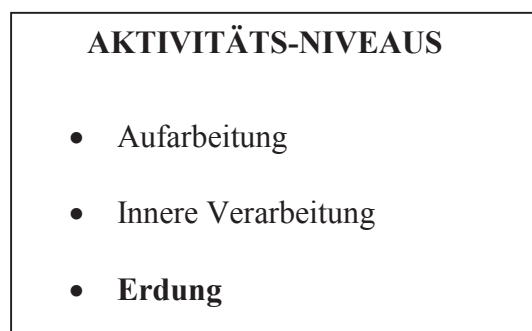 AKTIVITÄTS-NIVEAUS
• Aufarbeitung
• Innere Verarbeitung
• Erdung